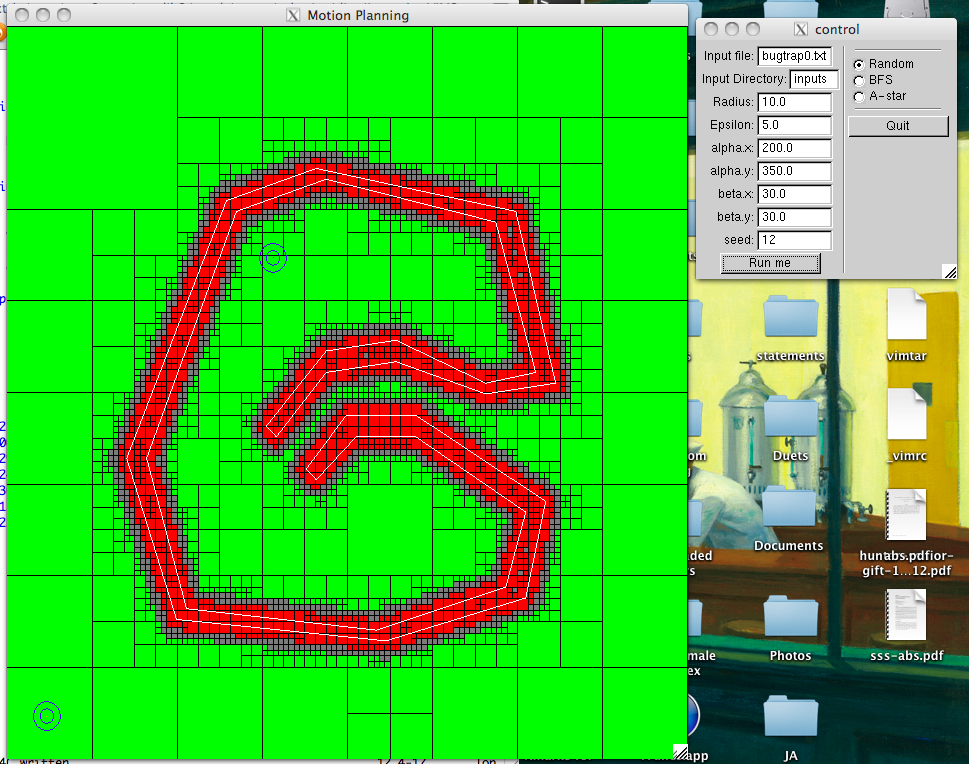 Motion Planning
control
Input file: bugtrap0.txt
Input Directory: inputs
Radius: 10.0
Epsilon: 5.0
alpha.x: 200.0
alpha.y: 350.0
beta.x: 30.0
beta.y: 30.0
seed: 12
Run me
Random
BFS
A-star
Quit
statements
vimtar
Duets
_vimrc
Documents
hunabs.pdfior-
gift-1...12.pdf
Photos
sss-abs.pdf
JA
written